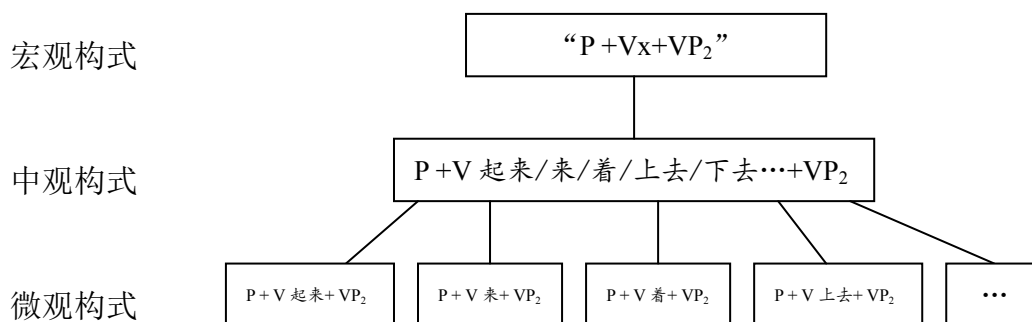 宏观构式
“P +Vx+VP₂”
中观构式
P +V 起来/来/着/上去/下去…+VP₂
微观构式
P + V 起来+ VP₂
P + V 来+ VP₂
P + V 着+ VP₂
P + V 上去+ VP₂
…